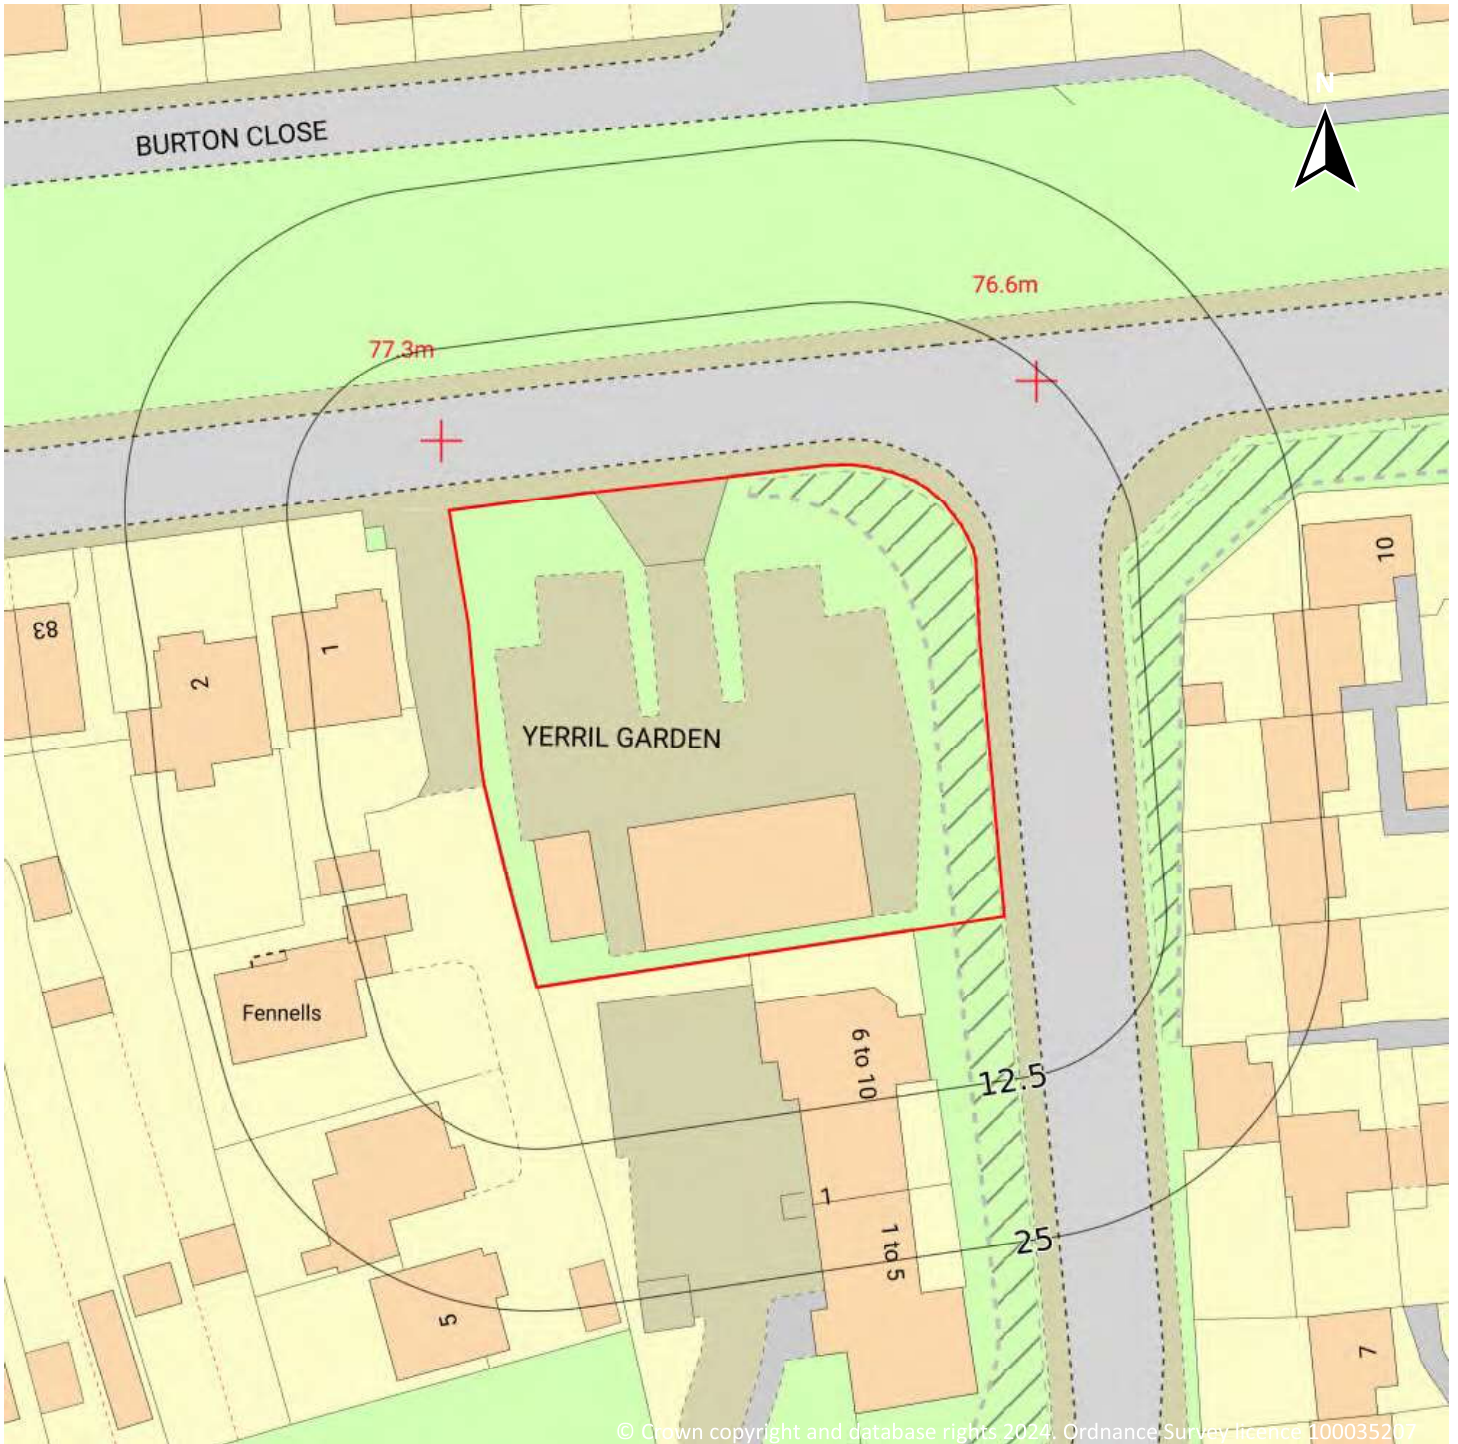 BURTON CLOSE
N
76.6m
77.3m
10
83
1
2
YERRIL GARDEN
Fennells
6 to 10
12.5
1
25
1 to 5
5
7
© Crown copyright and database rights 2024. Ordnance Survey licence 100035207